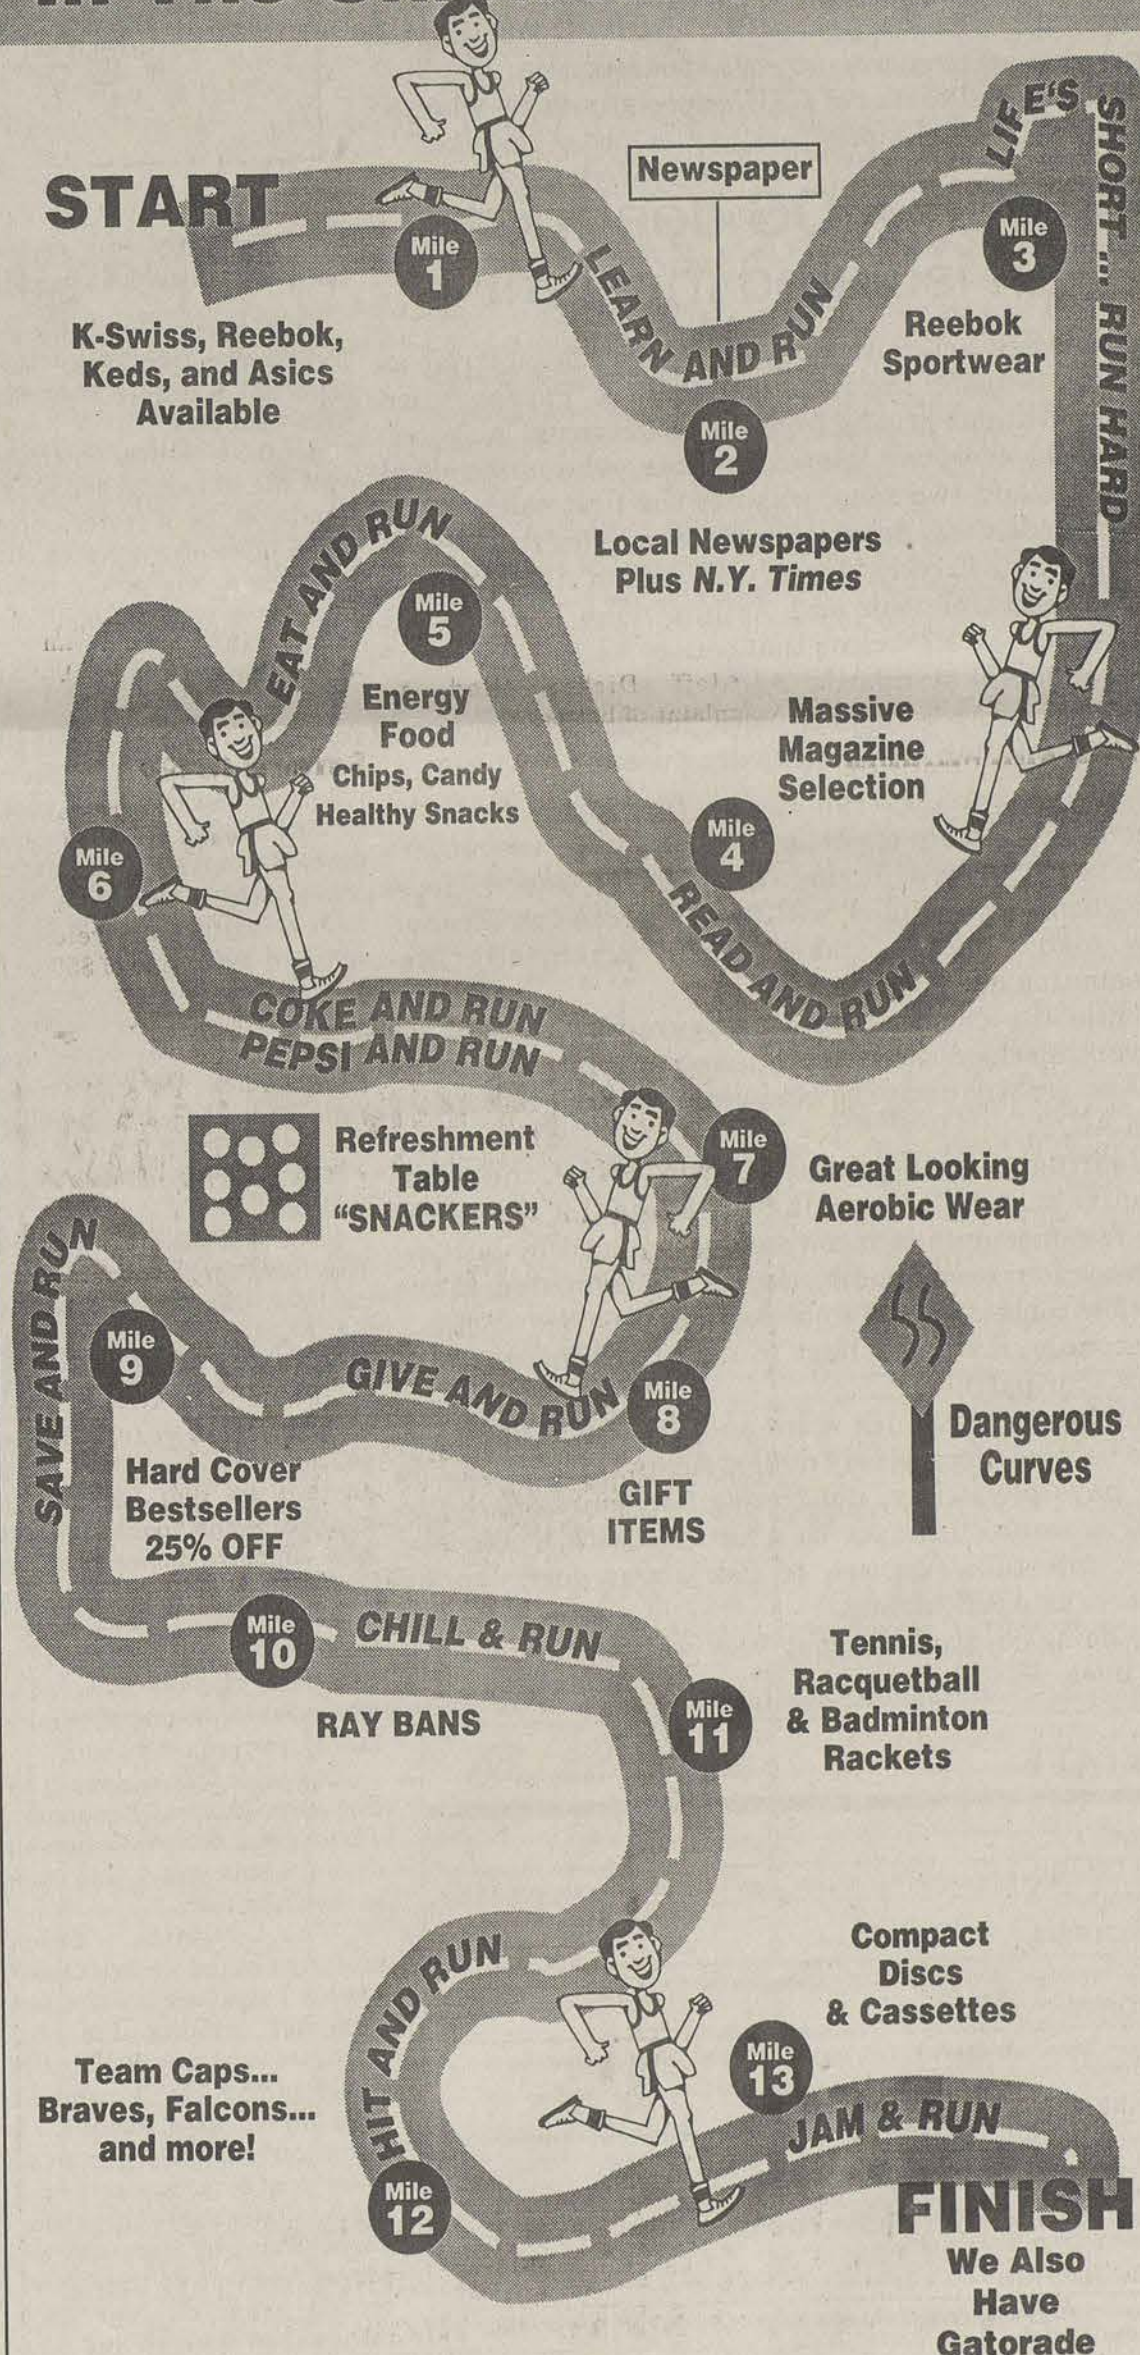 START
Mile
1
K-Swiss, Reebok,
Keds, and Asics
Available
LEARN AND RUN
Newspaper
Mile
2
Local Newspapers
Plus N.Y. Times
Mile
3
Reebok
Sportwear
LIFE'S SHORT... RUN HARD
Massive
Magazine
Selection
Mile
4
READ AND RUN
EAT AND RUN
Mile
5
Energy
Food
Chips, Candy
Healthy Snacks
Mile
6
COKE AND RUN
PEPSI AND RUN
Refreshment
Table
“SNACKERS”
Mile
7
Great Looking
Aerobic Wear
Dangerous
Curves
GIVE AND RUN
Mile
8
GIFT
ITEMS
SAVE AND RUN
Mile
9
Hard Cover
Bestsellers
25% OFF
Mile
10
CHILL & RUN
RAY BANS
Mile
11
Tennis,
Racquetball
& Badminton
Rackets
HIT AND RUN
Team Caps...
Braves, Falcons...
and more!
Mile
12
Compact
Discs
& Cassettes
Mile
13
JAM & RUN
FINISH
We Also
Have
Gatorade